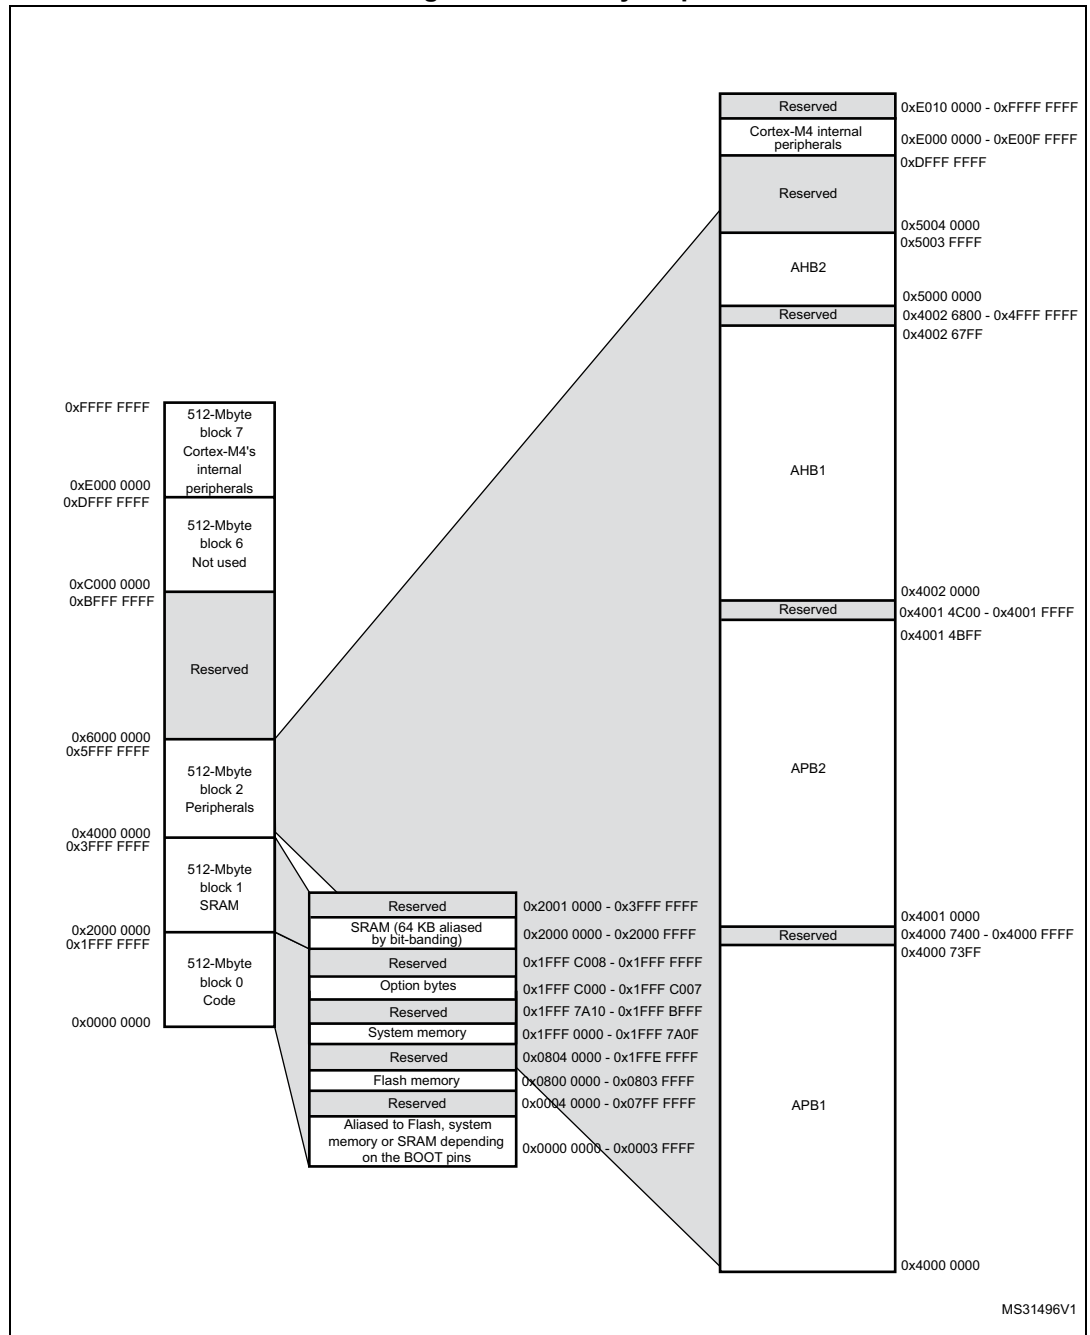 0xFFFF FFFF
512-Mbyte
block 7
Cortex-M4's
internal
peripherals
0xE000 0000
0xDFFF FFFF
512-Mbyte
block 6
Not used
0xC000 0000
0xBFFF FFFF
Reserved
0x6000 0000
0x5FFF FFFF
512-Mbyte
block 2
Peripherals
0x4000 0000
0x3FFF FFFF
512-Mbyte
block 1
SRAM
0x2000 0000
0x1FFF FFFF
512-Mbyte
block 0
Code
0x0000 0000
Reserved 0x2001 0000 - 0x3FFF FFFF
SRAM (64 KB aliased
by bit-banding) 0x2000 0000 - 0x2000 FFFF
Reserved 0x1FFF C008 - 0x1FFF FFFF
Option bytes 0x1FFF C000 - 0x1FFF C007
Reserved 0x1FFF 7A10 - 0x1FFF BFFF
System memory 0x1FFF 0000 - 0x1FFF 7A0F
Reserved 0x0804 0000 - 0x1FFE FFFF
Flash memory 0x0800 0000 - 0x0803 FFFF
Reserved 0x0004 0000 - 0x07FF FFFF
Aliased to Flash, system
memory or SRAM depending
on the BOOT pins
0x0000 0000 - 0x0003 FFFF
Reserved 0xE010 0000 - 0xFFFF FFFF
Cortex-M4 internal
peripherals 0xE000 0000 - 0xE00F FFFF
0xDFFF FFFF
Reserved
0x5004 0000
0x5003 FFFF
AHB2
0x5000 0000
Reserved 0x4002 6800 - 0x4FFF FFFF
0x4002 67FF
AHB1
0x4002 0000
Reserved 0x4001 4C00 - 0x4001 FFFF
0x4001 4BFF
APB2
0x4001 0000
Reserved 0x4000 7400 - 0x4000 FFFF
0x4000 73FF
APB1
0x4000 0000
MS31496V1